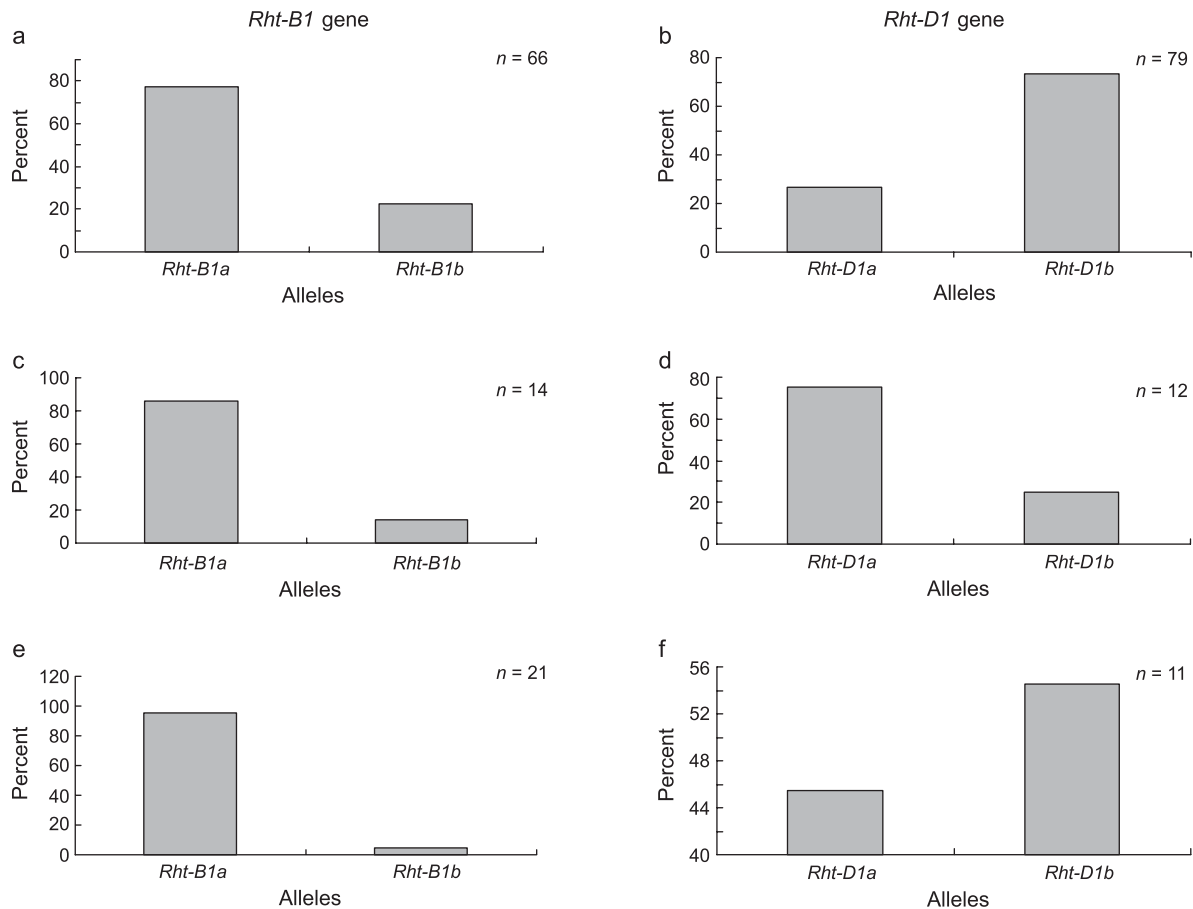 Rht-B1 gene
Rht-D1 gene
a
n = 66
80
60
40
20
0
Percent
Rht-B1a
Rht-B1b
Alleles
b
n = 79
80
60
40
20
0
Percent
Rht-D1a
Rht-D1b
Alleles
c
n = 14
100
80
60
40
20
0
Percent
Rht-B1a
Rht-B1b
Alleles
d
n = 12
80
60
40
20
0
Percent
Rht-D1a
Rht-D1b
Alleles
e
n = 21
120
100
80
60
40
20
0
Percent
Rht-B1a
Rht-B1b
Alleles
f
n = 11
56
52
48
44
40
Percent
Rht-D1a
Rht-D1b
Alleles